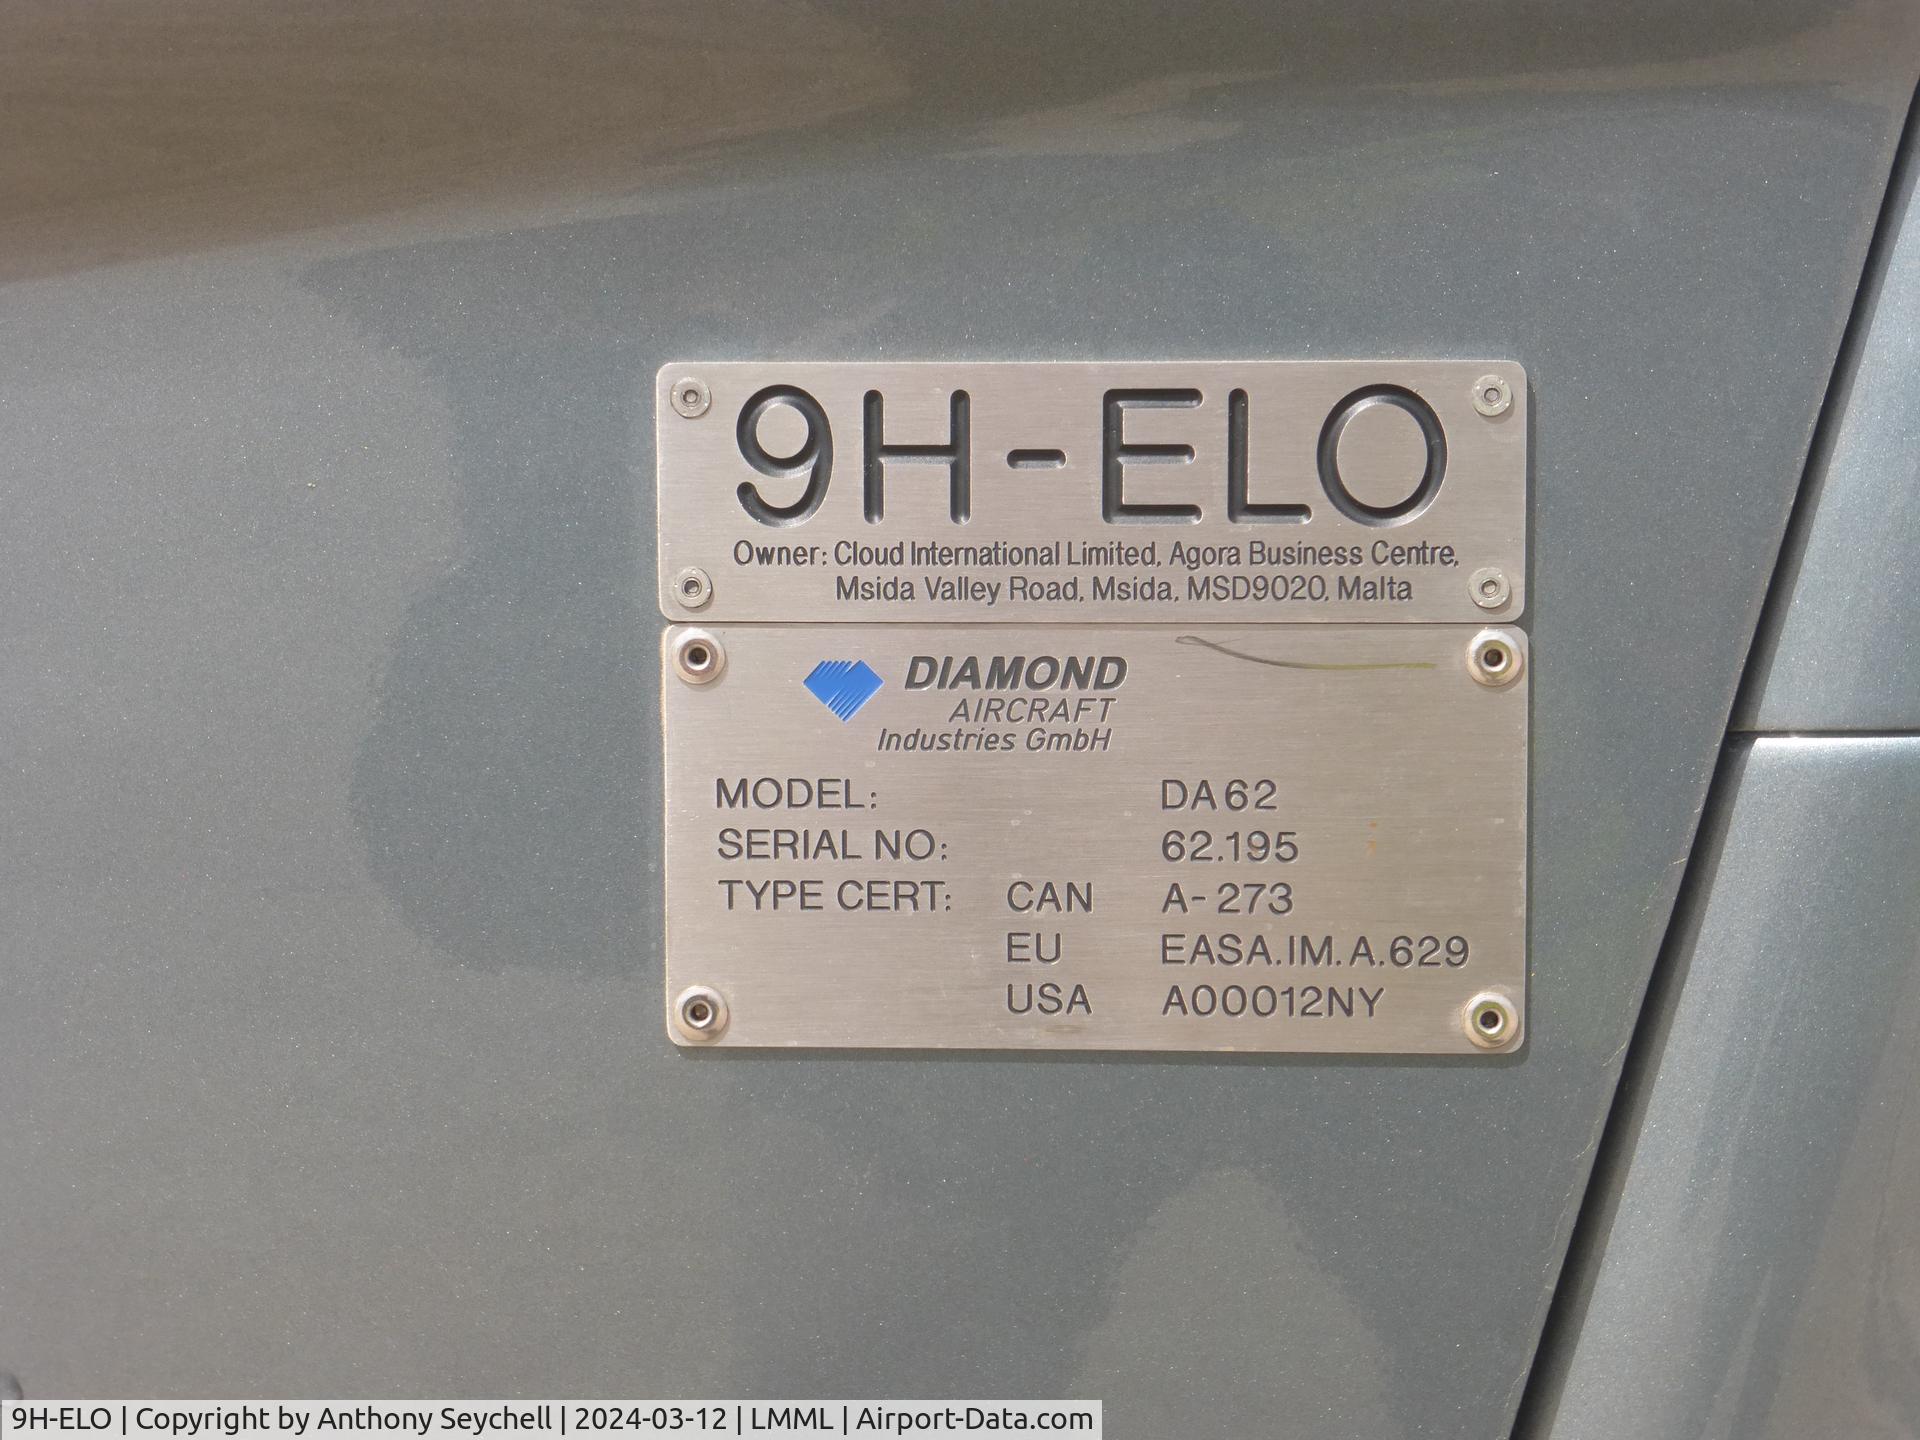 9H-ELO
Owner: Cloud International Limited, Agora Business Centre,
Msida Valley Road, Msida, MSD9020, Malta
DIAMOND
AIRCRAFT
Industries GmbH
MODEL: DA62
SERIAL NO: 62.195
TYPE CERT: CAN A-273
EU EASA.IM.A.629
USA A00012NY
9H-ELO | Copyright by Anthony Seychell | 2024-03-12 | LMML | Airport-Data.com